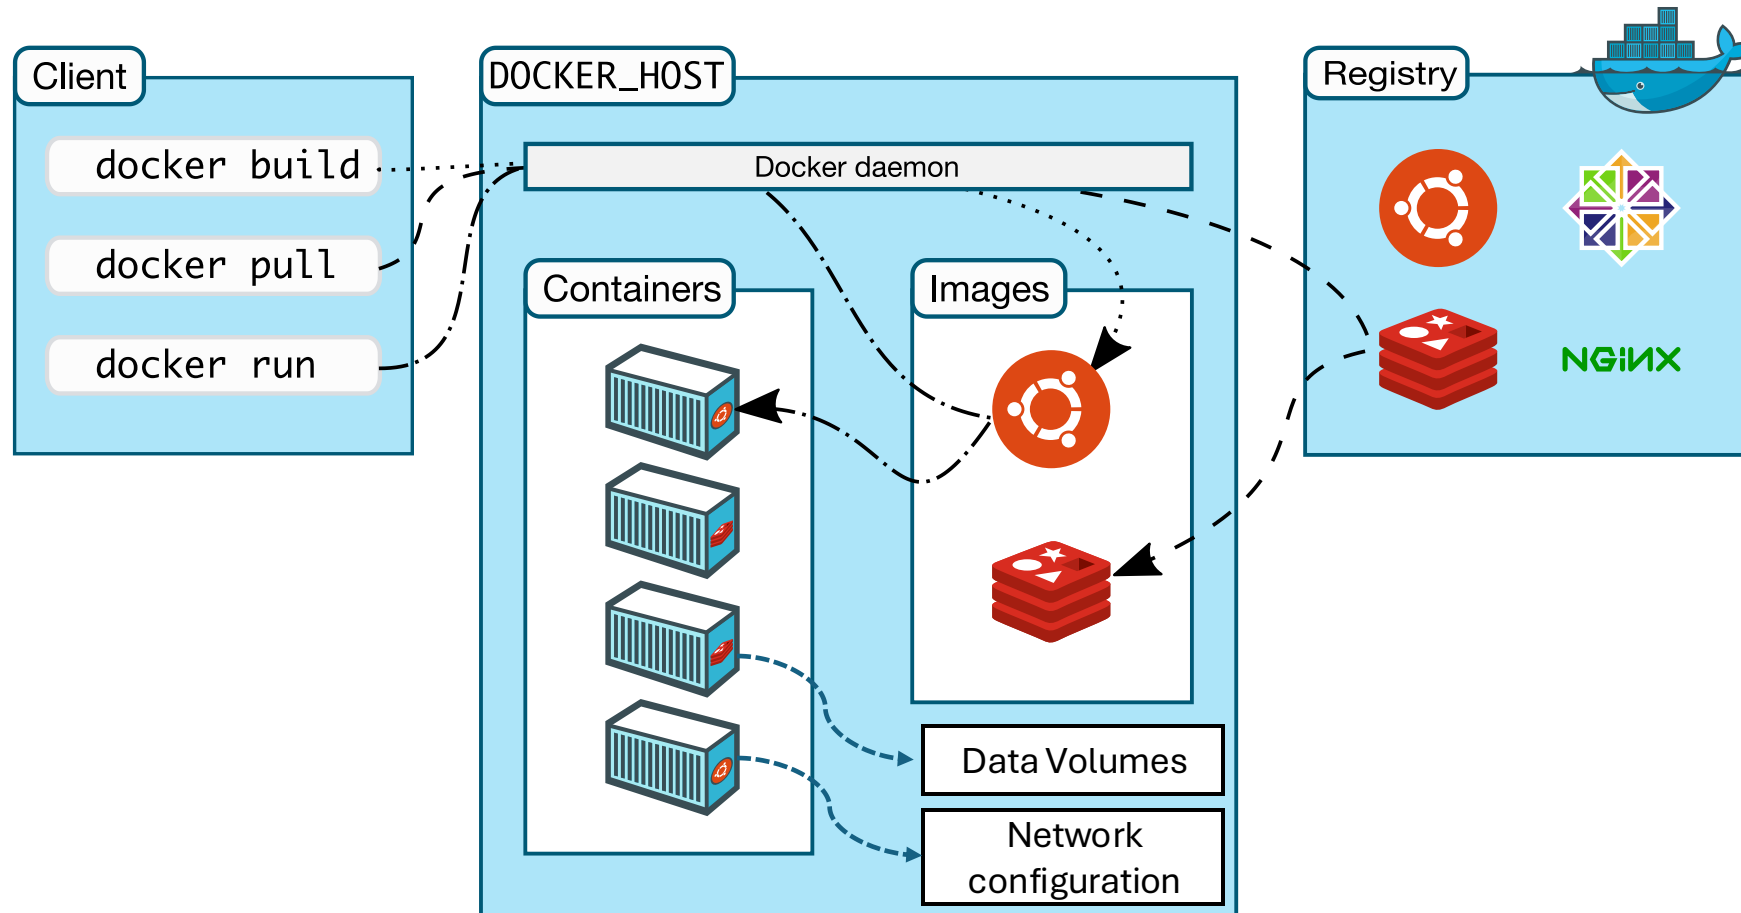 Client
docker build
docker pull
docker run
DOCKER_HOST
Docker daemon
Containers
Images
Data Volumes
Network
configuration
Registry
NGiNX